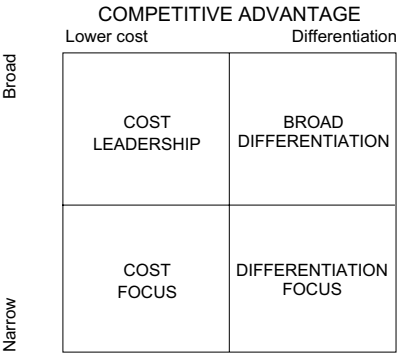 COMPETITIVE ADVANTAGE
Lower cost
Differentiation
Broad
COST
LEADERSHIP
BROAD
DIFFERENTIATION
COST
FOCUS
DIFFERENTIATION
FOCUS
Narrow